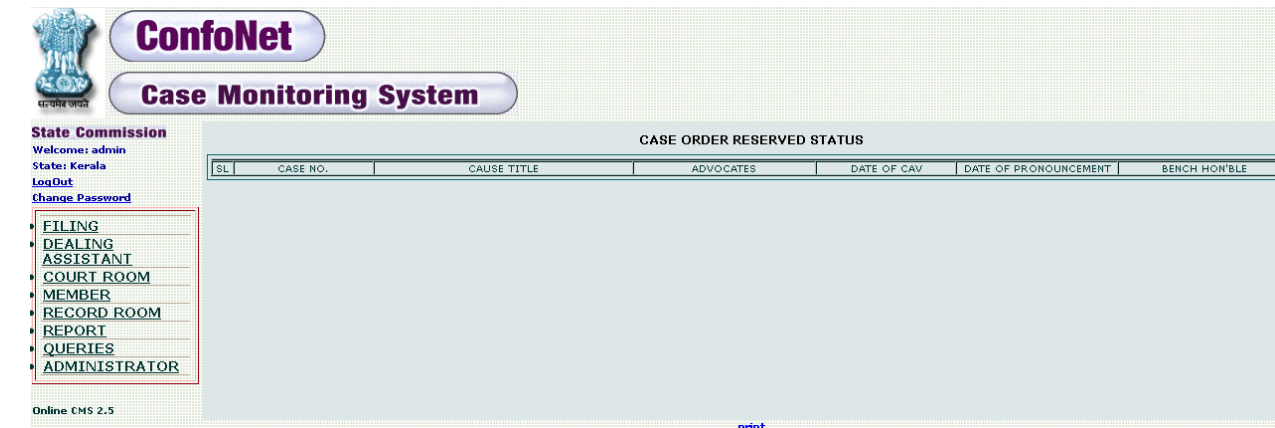 ConfoNet
Case Monitoring System
सत्यमेव जयते
State Commission
Welcome: admin
State: Kerala
LogOut
Change Password
FILING
DEALING
ASSISTANT
COURT ROOM
MEMBER
RECORD ROOM
REPORT
QUERIES
ADMINISTRATOR
Online CMS 2.5
CASE ORDER RESERVED STATUS
SL CASE NO. CAUSE TITLE ADVOCATES DATE OF CAV DATE OF PRONOUNCEMENT BENCH HON'BLE
print